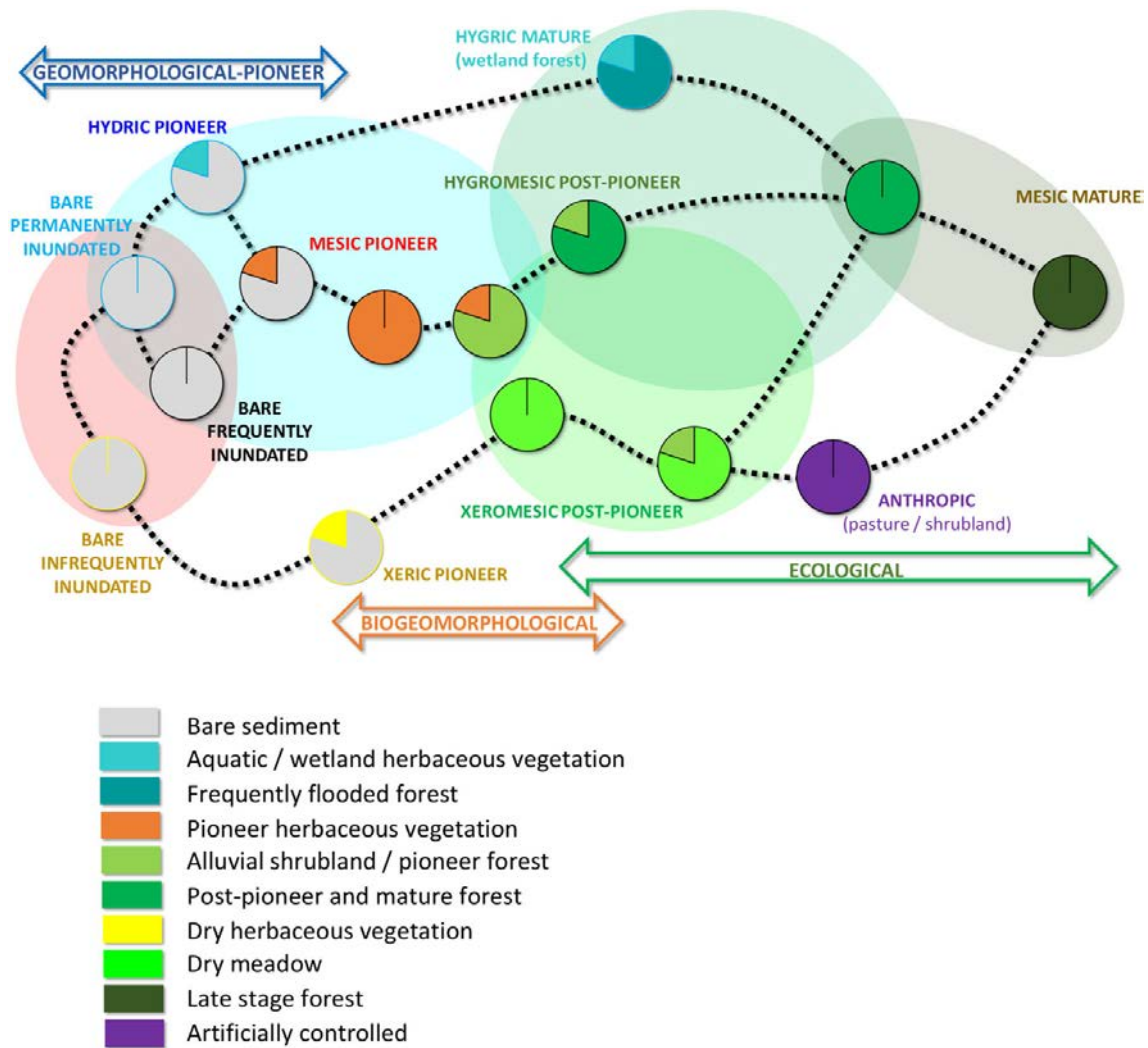 HYGRIC MATURE
(wetland forest)
GEOMORPHOLOGICAL-PIONEER
HYDRIC PIONEER
HYGROMESIC POST-PIONEER
BARE
PERMANENTLY
INUNDATED
MESIC MATURE
MESIC PIONEER
BARE
FREQUENTLY
INUNDATED
XEROMESIC POST-PIONEER
ANTHROPIC
(pasture / shrubland)
BARE
INFREQUENTLY
INUNDATED
XERIC PIONEER
ECOLOGICAL
BIOGEOMORPHOLOGICAL
Bare sediment
Aquatic / wetland herbaceous vegetation
Frequently flooded forest
Pioneer herbaceous vegetation
Alluvial shrubland / pioneer forest
Post-pioneer and mature forest
Dry herbaceous vegetation
Dry meadow
Late stage forest
Artificially controlled